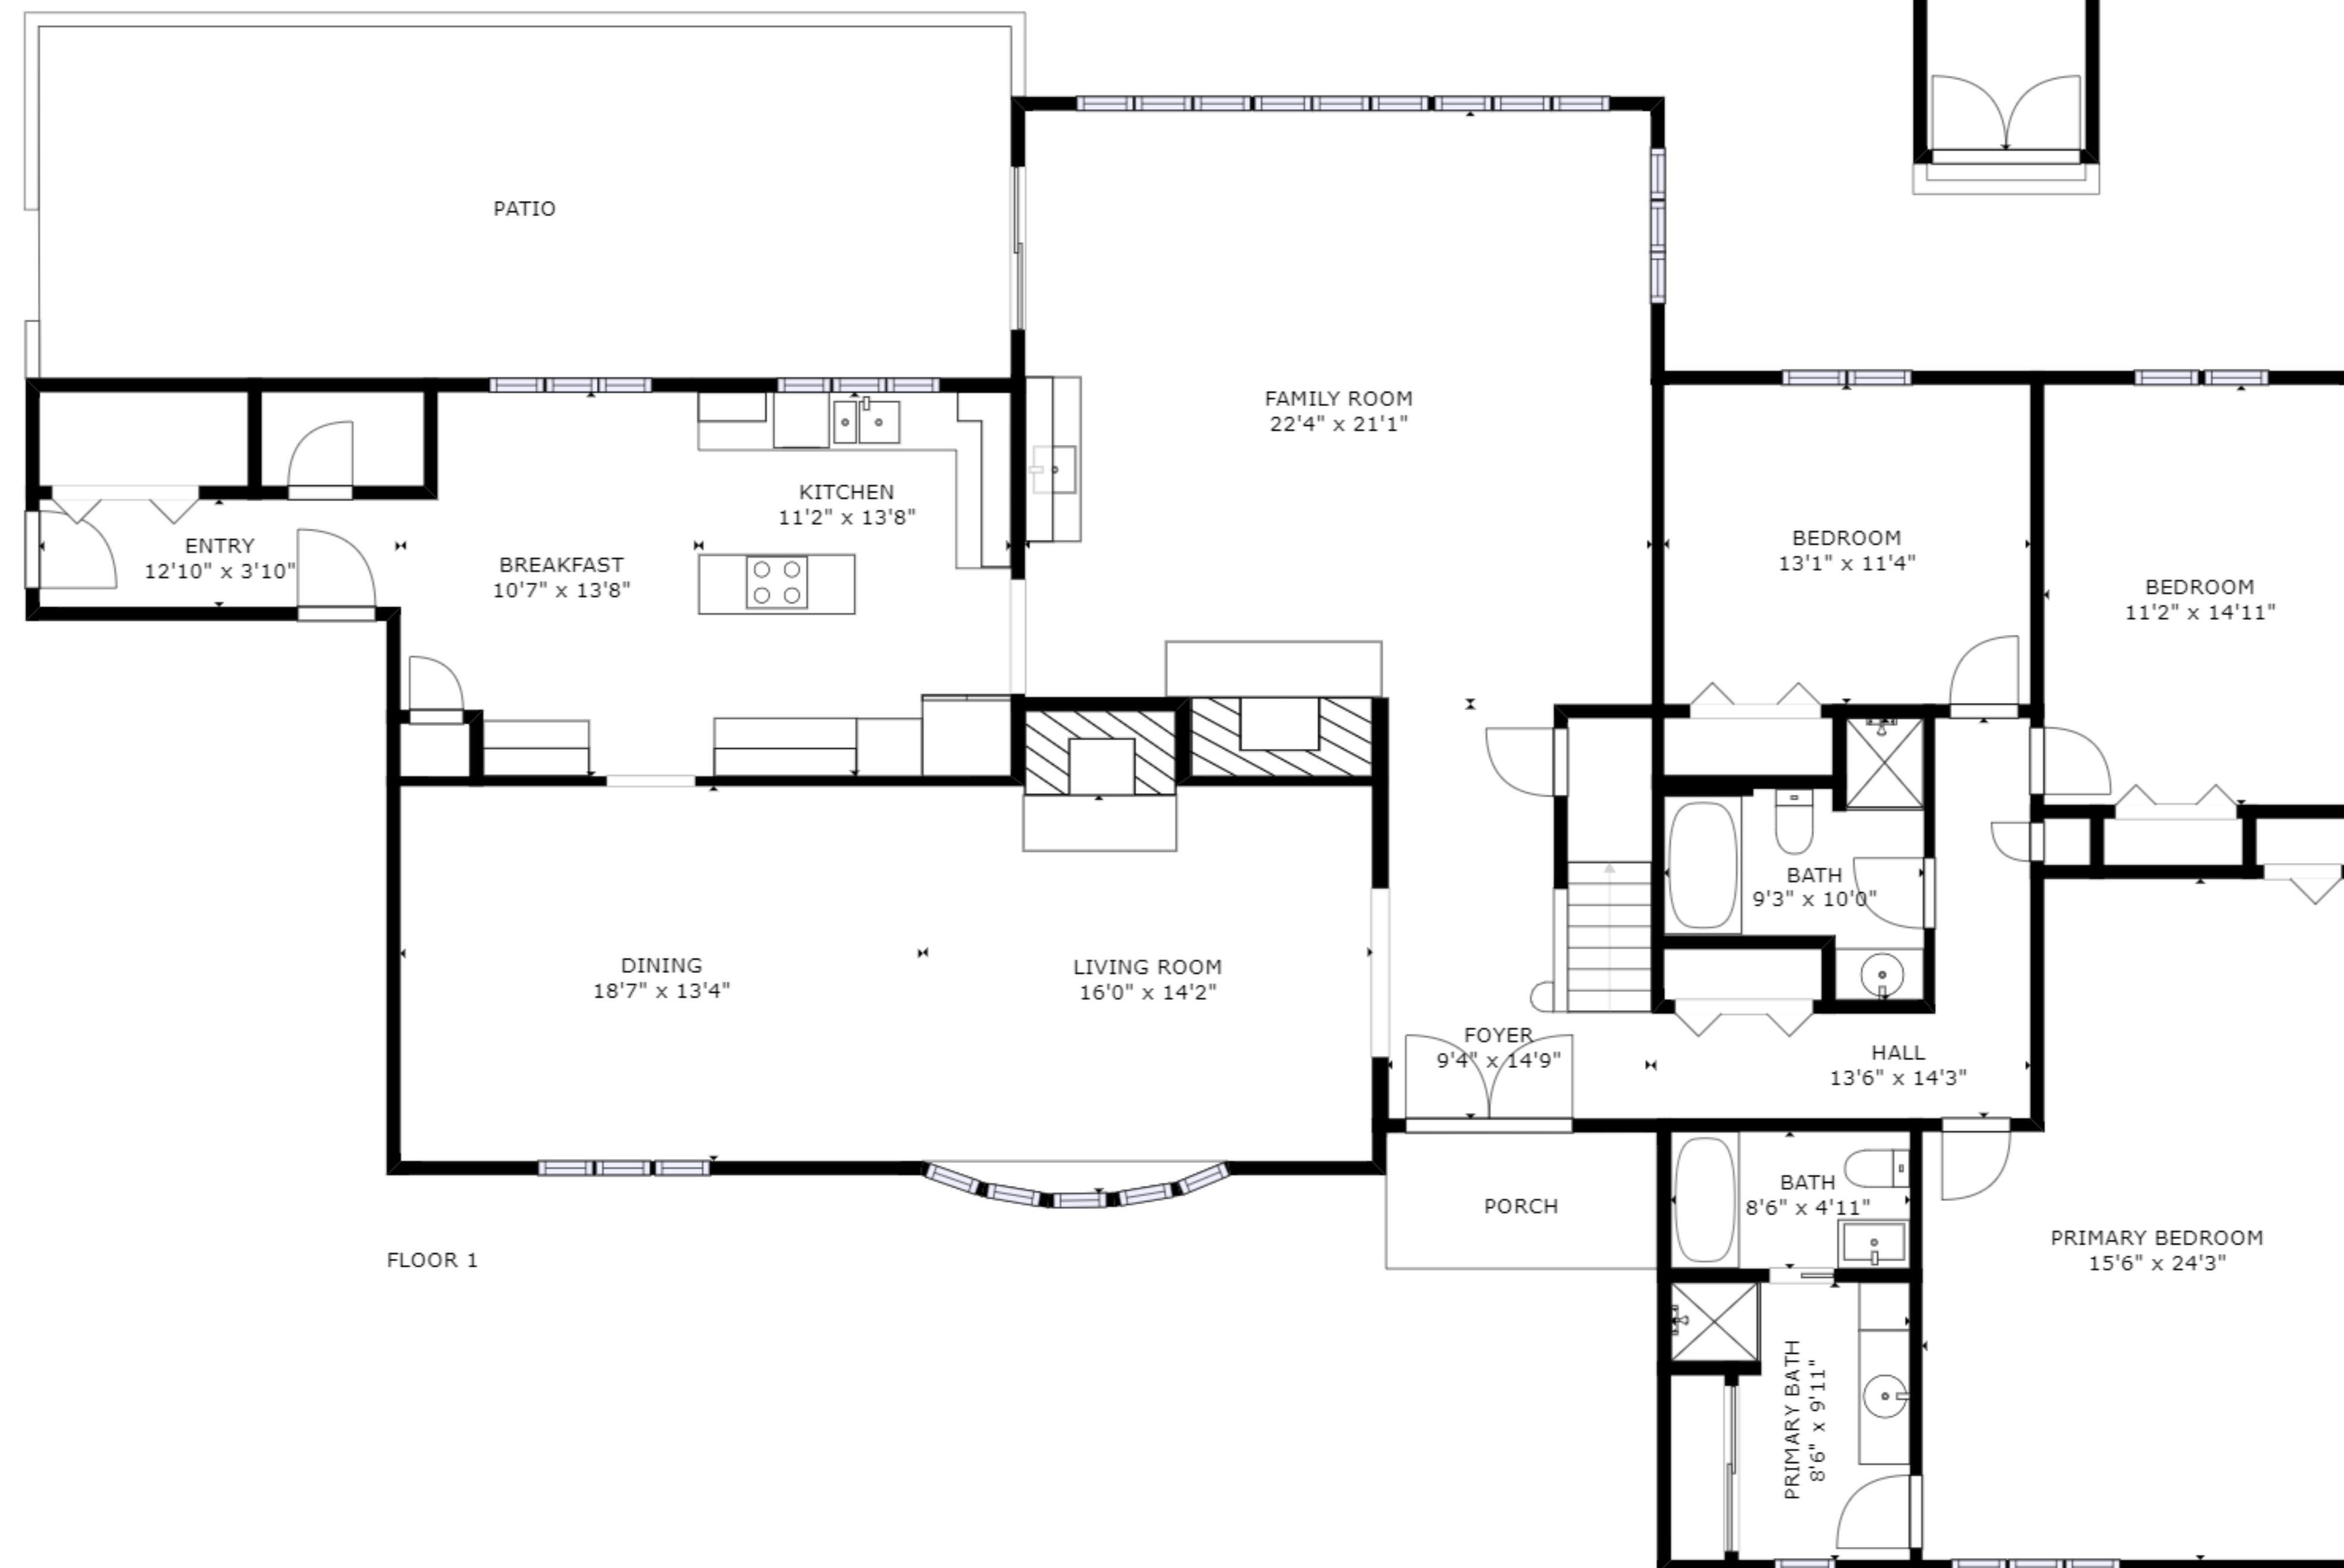 PATIO
FAMILY ROOM
22'4" x 21'1"
KITCHEN
11'2" x 13'8"
ENTRY
12'10" x 3'10"
BREAKFAST
10'7" x 13'8"
BEDROOM
13'1" x 11'4"
BEDROOM
11'2" x 14'11"
BATH
9'3" x 10'0"
DINING
18'7" x 13'4"
LIVING ROOM
16'0" x 14'2"
FOYER
9'4" x 14'9"
HALL
13'6" x 14'3"
BATH
8'6" x 4'11"
PORCH
PRIMARY BEDROOM
15'6" x 24'3"
FLOOR 1
PRIMARY BATH
8'6" x 9'11"